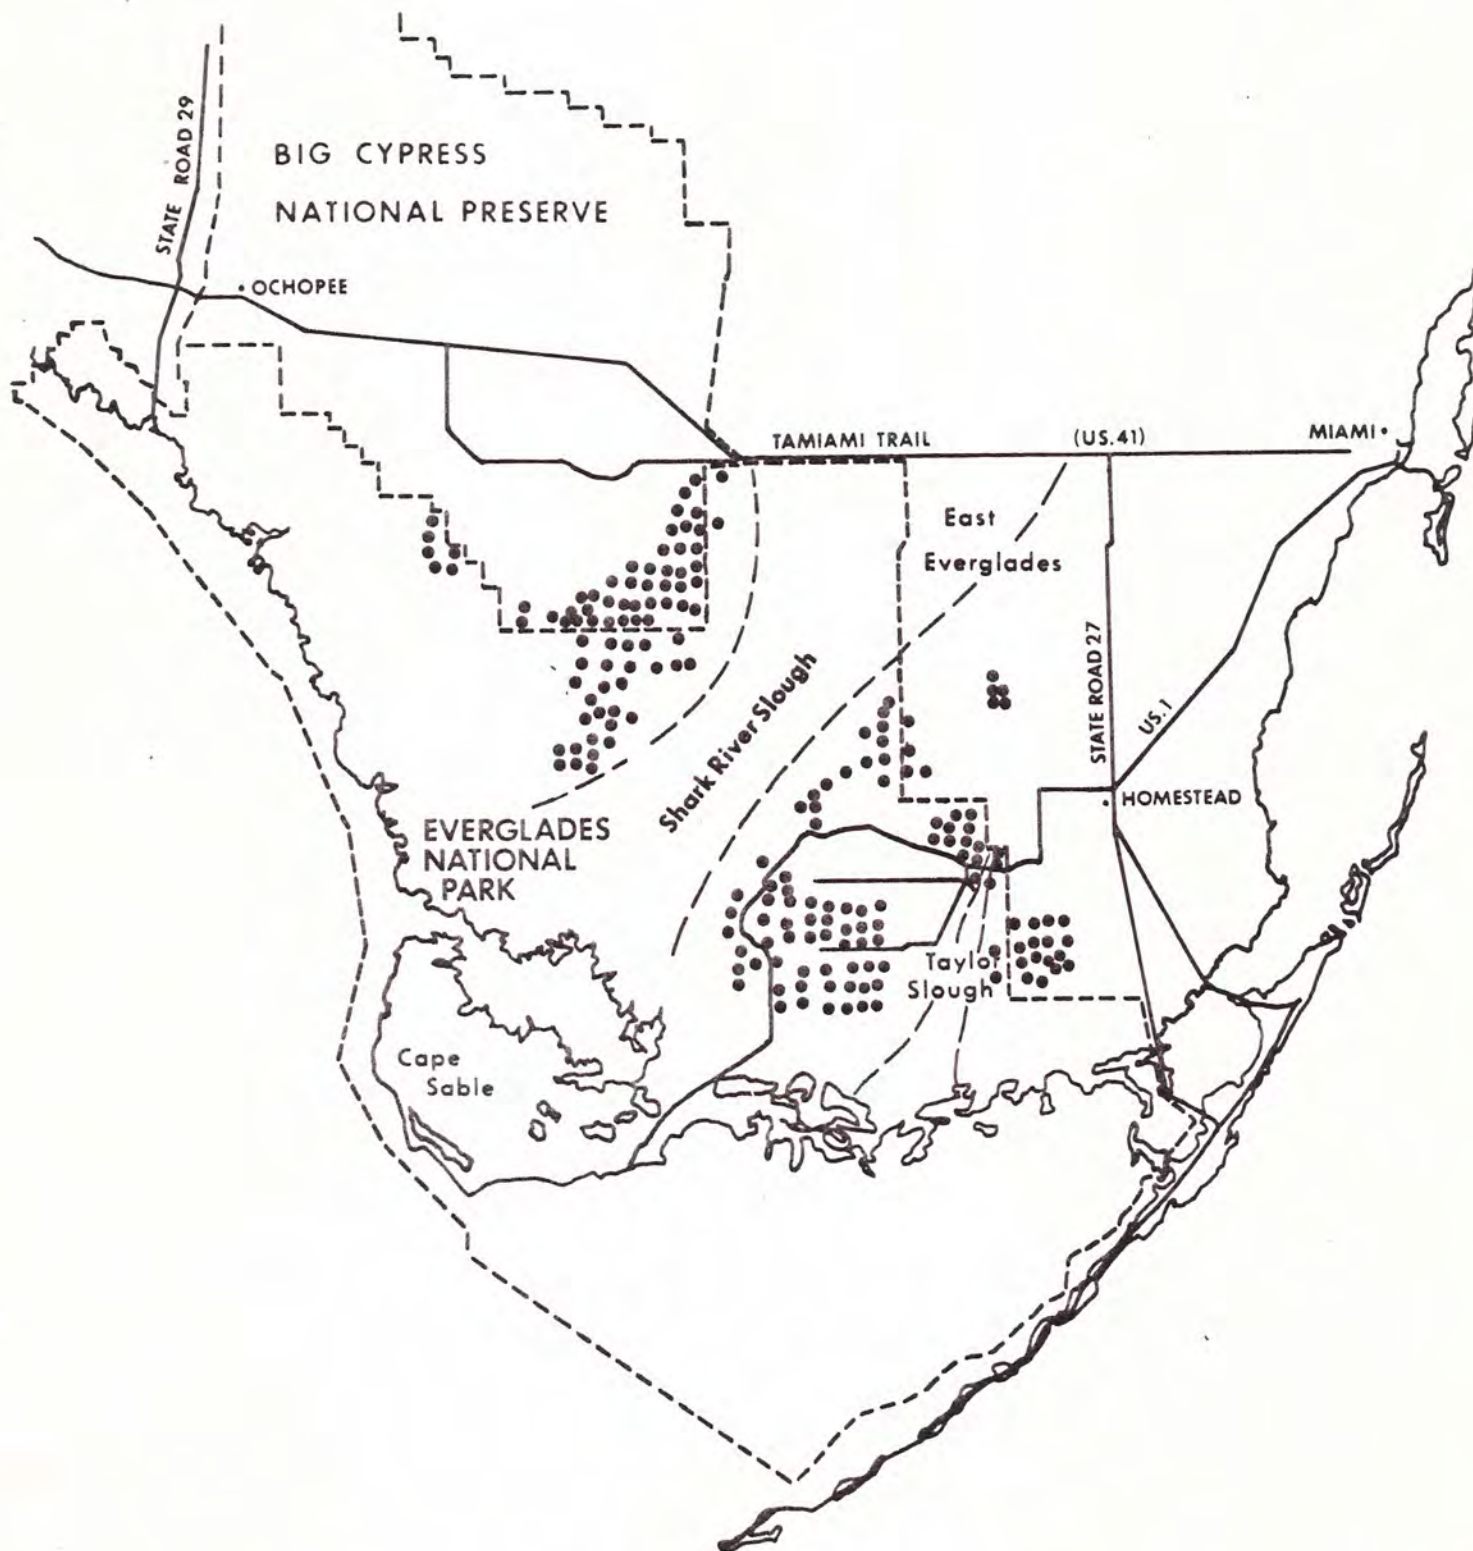 STATE ROAD 29
BIG CYPRESS
NATIONAL PRESERVE
OCHOPEE
TAMIAMI TRAIL
(US.41)
MIAMI
East
Everglades
STATE ROAD 27
US.1
Shark River Slough
HOMESTEAD
EVERGLADES
NATIONAL
PARK
Taylor
Slough
Cape
Sable